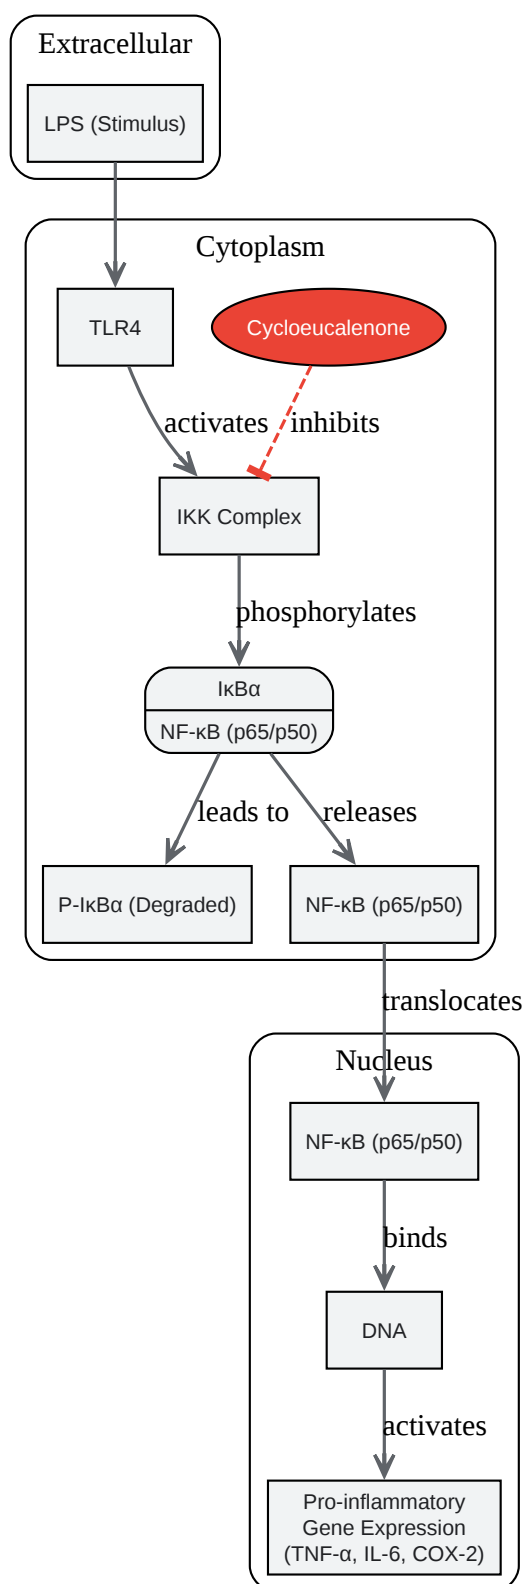 Extracellular
LPS (Stimulus)
Cytoplasm
TLR4
Cycloeucalenone
activates
inhibits
IKK Complex
phosphorylates
IκBα
NF-κB (p65/p50)
leads to
releases
P-IκBα (Degraded)
NF-κB (p65/p50)
translocates
Nucleus
NF-κB (p65/p50)
binds
DNA
activates
Pro-inflammatory
Gene Expression
(TNF-α, IL-6, COX-2)